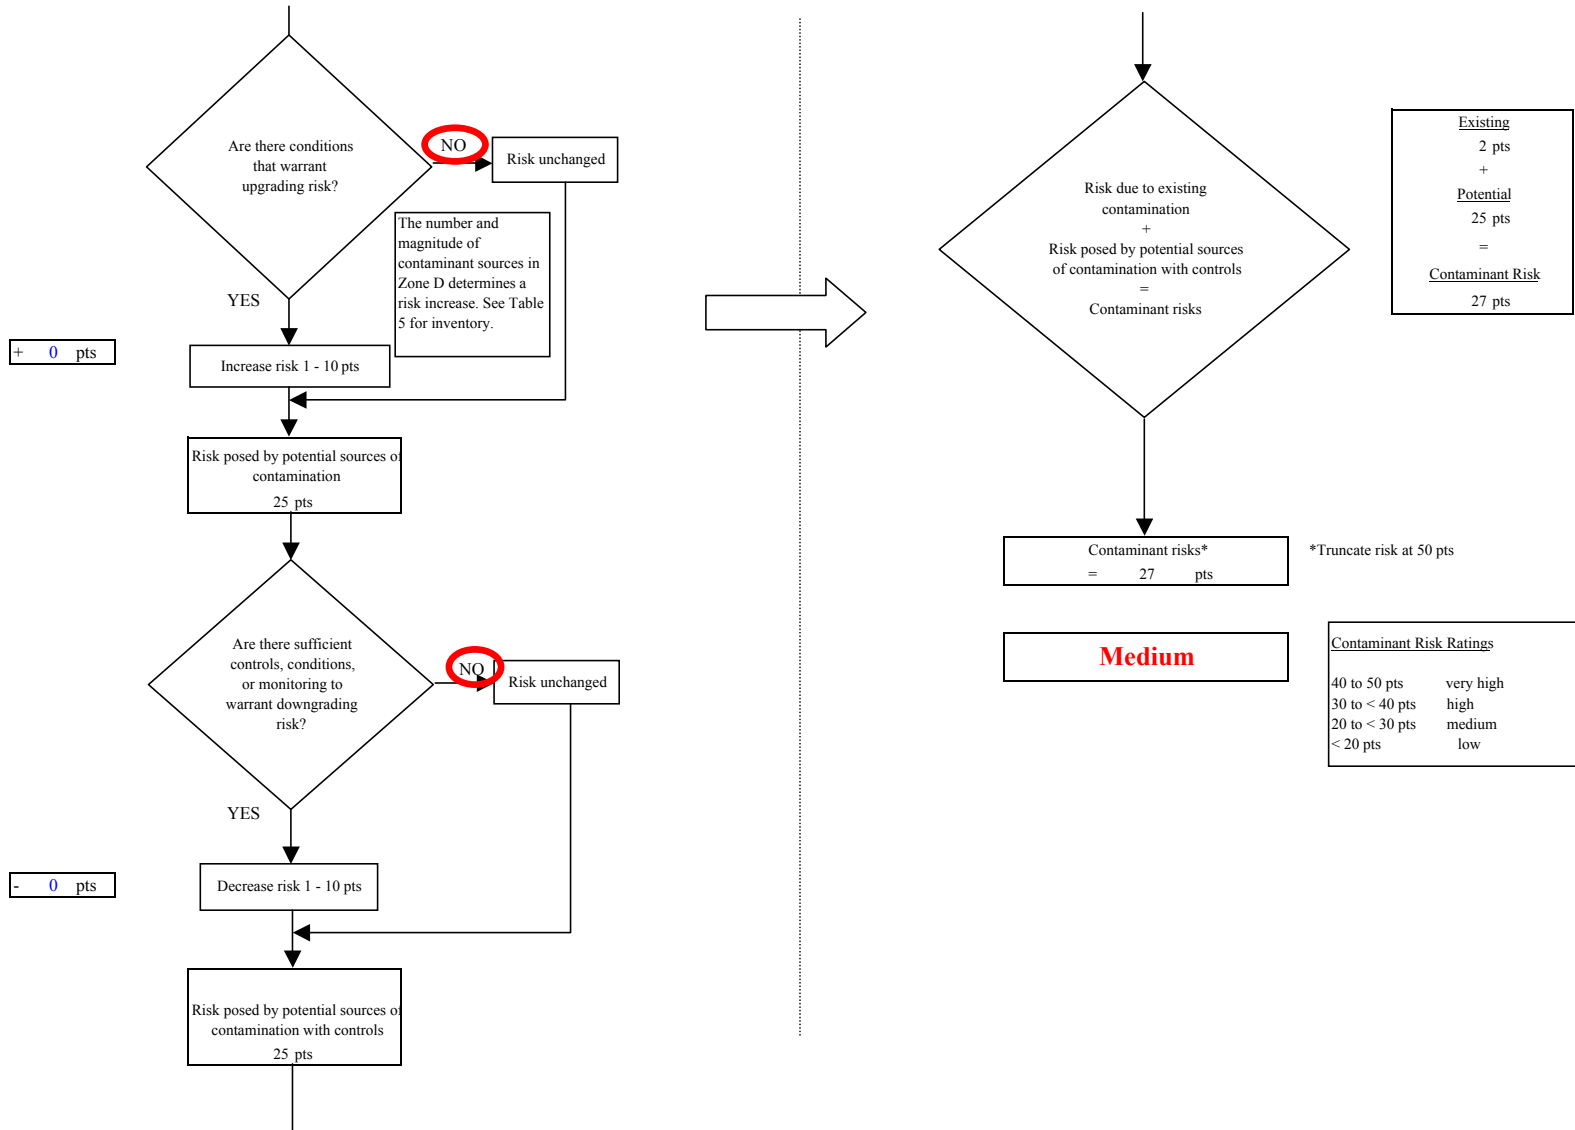 Are there conditions
that warrant
upgrading risk?
NO
Risk unchanged
The number and
magnitude of
contaminant sources in
Zone D determines a
risk increase. See Table
5 for inventory.
YES
+ 0 pts
Increase risk 1 - 10 pts
Risk posed by potential sources of
contamination
25 pts
Are there sufficient
controls, conditions,
or monitoring to
warrant downgrading
risk?
NO
Risk unchanged
YES
- 0 pts
Decrease risk 1 - 10 pts
Risk posed by potential sources of
contamination with controls
25 pts
Risk due to existing
contamination
+
Risk posed by potential sources
of contamination with controls
=
Contaminant risks
Existing
2 pts
+
Potential
25 pts
=
Contaminant Risk
27 pts
Contaminant risks*
= 27 pts
*Truncate risk at 50 pts
Medium
Contaminant Risk Ratings
40 to 50 pts very high
30 to < 40 pts high
20 to < 30 pts medium
< 20 pts low